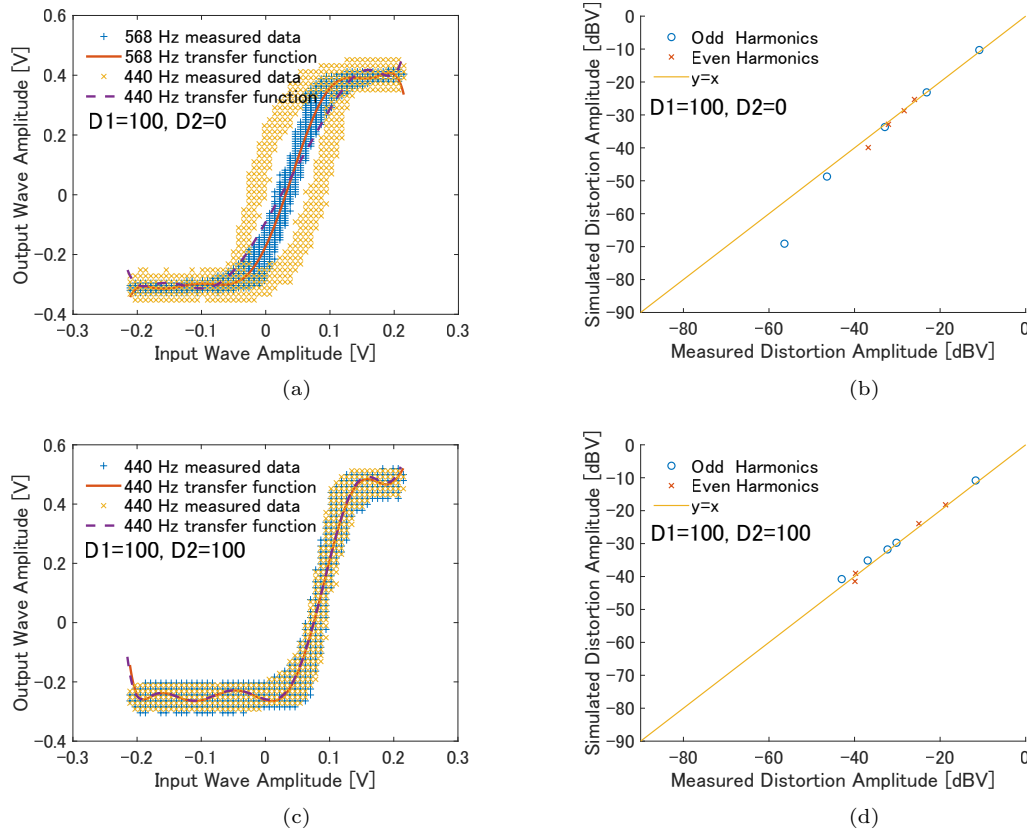 0.6
0.4
0.2
0
−0.2
−0.4
−0.3
−0.2
−0.1
0
0.1
0.2
0.3
Output Wave Amplitude [V]
Input Wave Amplitude [V]
568 Hz measured data
568 Hz transfer function
440 Hz measured data
440 Hz transfer function
D1=100, D2=0
(a)
0
−10
−20
−30
−40
−50
−60
−70
−80
−90
−80
−60
−40
−20
0
Simulated Distortion Amplitude [dBV]
Measured Distortion Amplitude [dBV]
Odd Harmonics
Even Harmonics
y=x
D1=100, D2=0
(b)
0.6
0.4
0.2
0
−0.2
−0.4
−0.3
−0.2
−0.1
0
0.1
0.2
0.3
Output Wave Amplitude [V]
Input Wave Amplitude [V]
440 Hz measured data
440 Hz transfer function
440 Hz measured data
440 Hz transfer function
D1=100, D2=100
(c)
0
−10
−20
−30
−40
−50
−60
−70
−80
−90
−80
−60
−40
−20
0
Simulated Distortion Amplitude [dBV]
Measured Distortion Amplitude [dBV]
Odd Harmonics
Even Harmonics
y=x
D1=100, D2=100
(d)